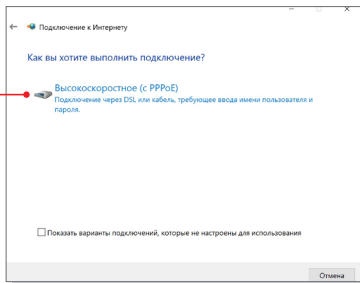 Подключение к Интернету
Как вы хотите выполнить подключение?
Высокоскоростное (с PPPoE)
Подключение через DSL или кабель, требующее ввода имени пользователя и
пароля.
Показать варианты подключений, которые не настроены для использования
Отмена